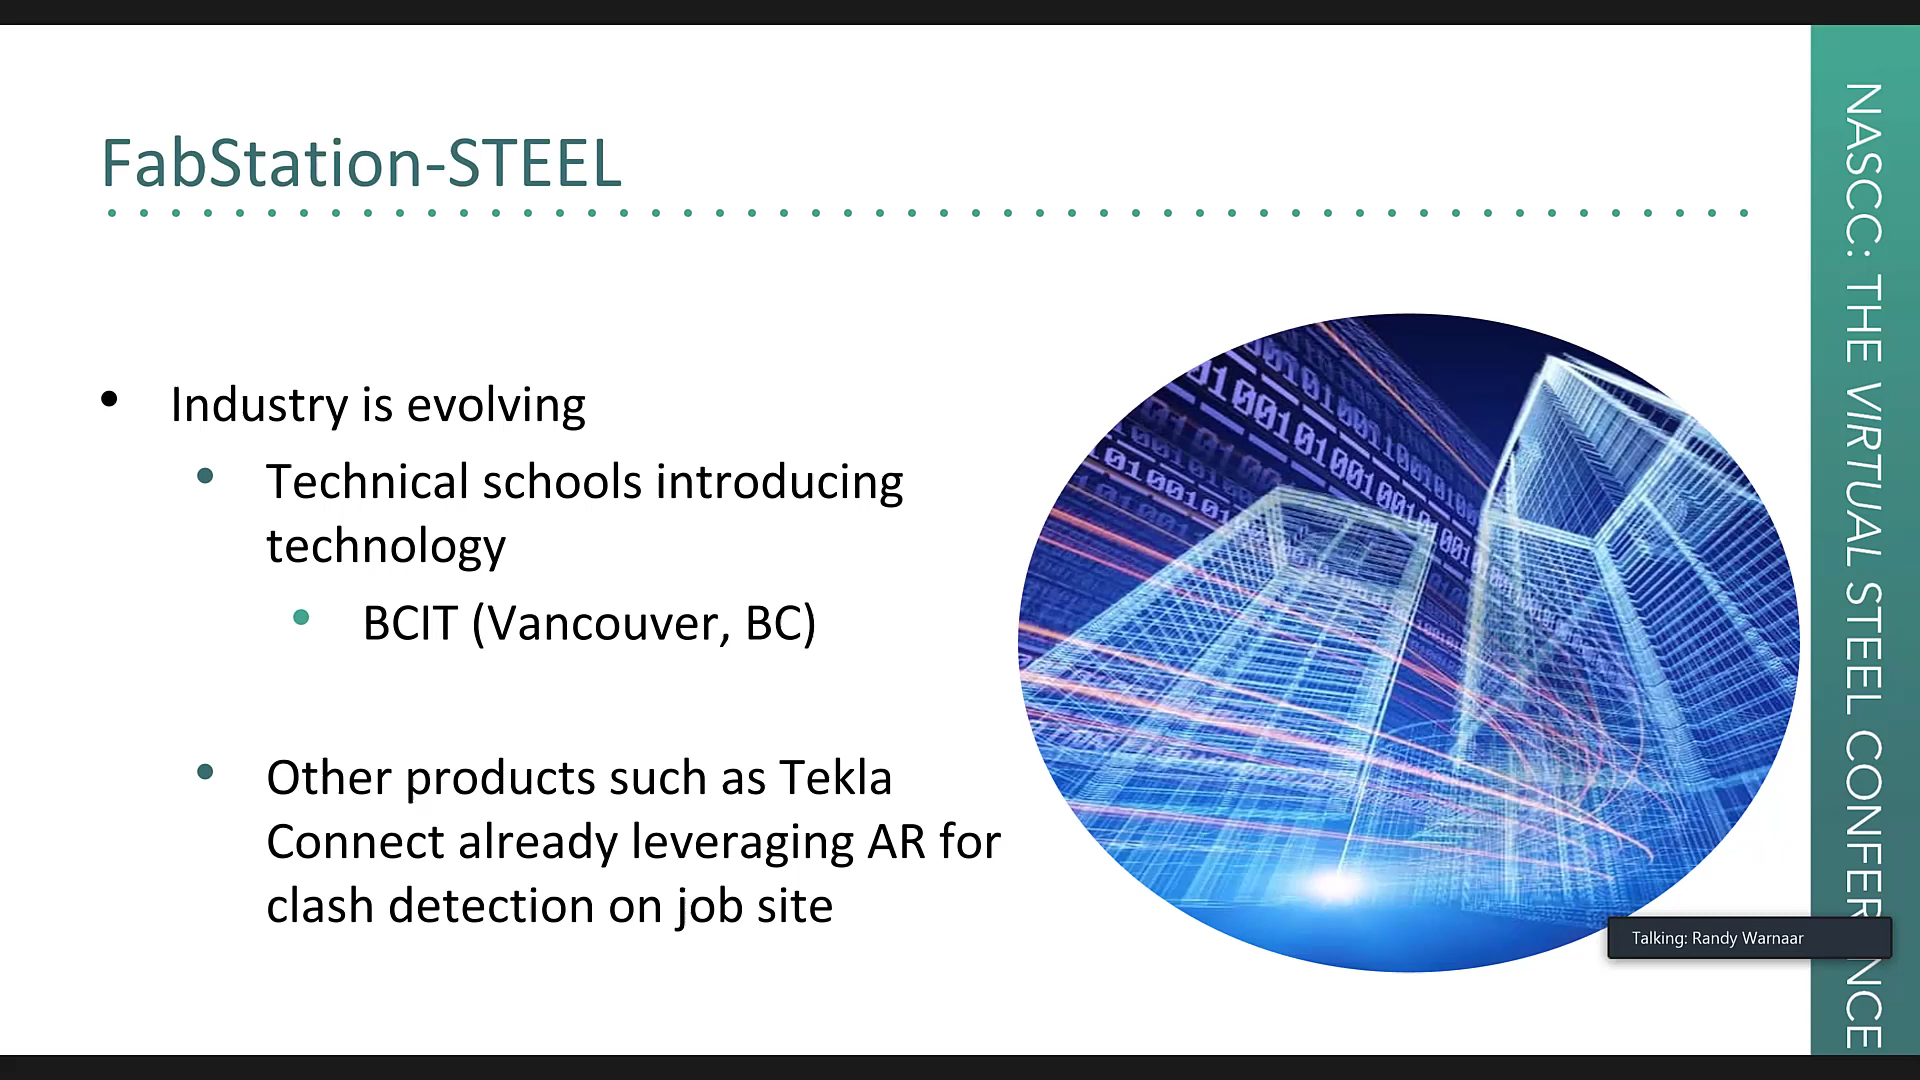 FabStation-STEEL
• Industry is evolving
• Technical schools introducing
technology
• BCIT (Vancouver, BC)
• Other products such as Tekla
Connect already leveraging AR for
clash detection on job site
Talking: Randy Warnaar
NASCC: THE VIRTUAL STEEL CONFERENCE